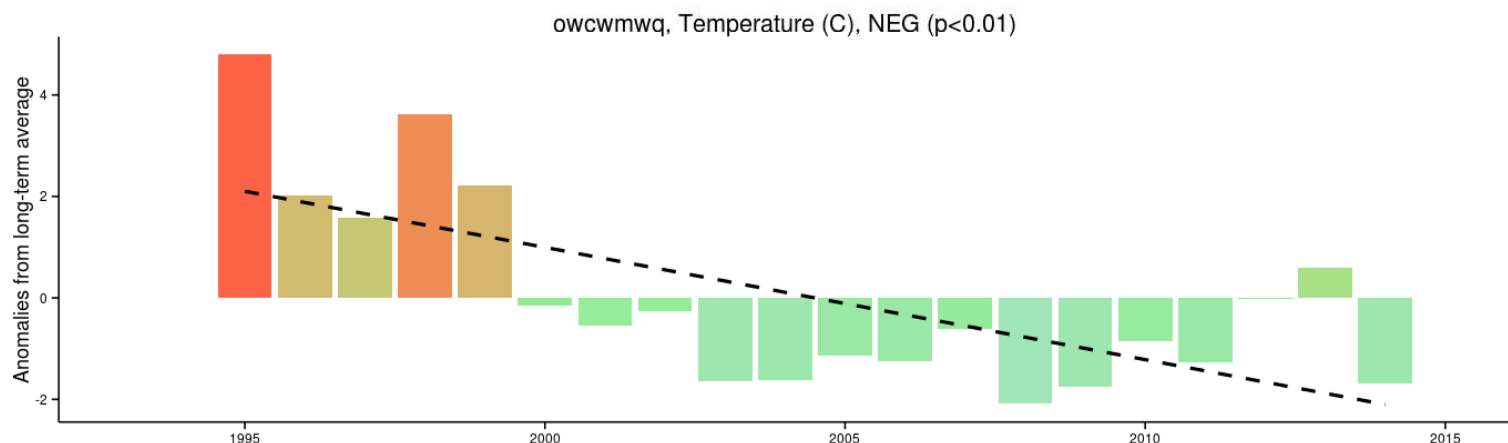 owcwmwq, Temperature (C), NEG (p<0.01)
Anomalies from long-term average
4
2
0
-2
1995 2000 2005 2010 2015